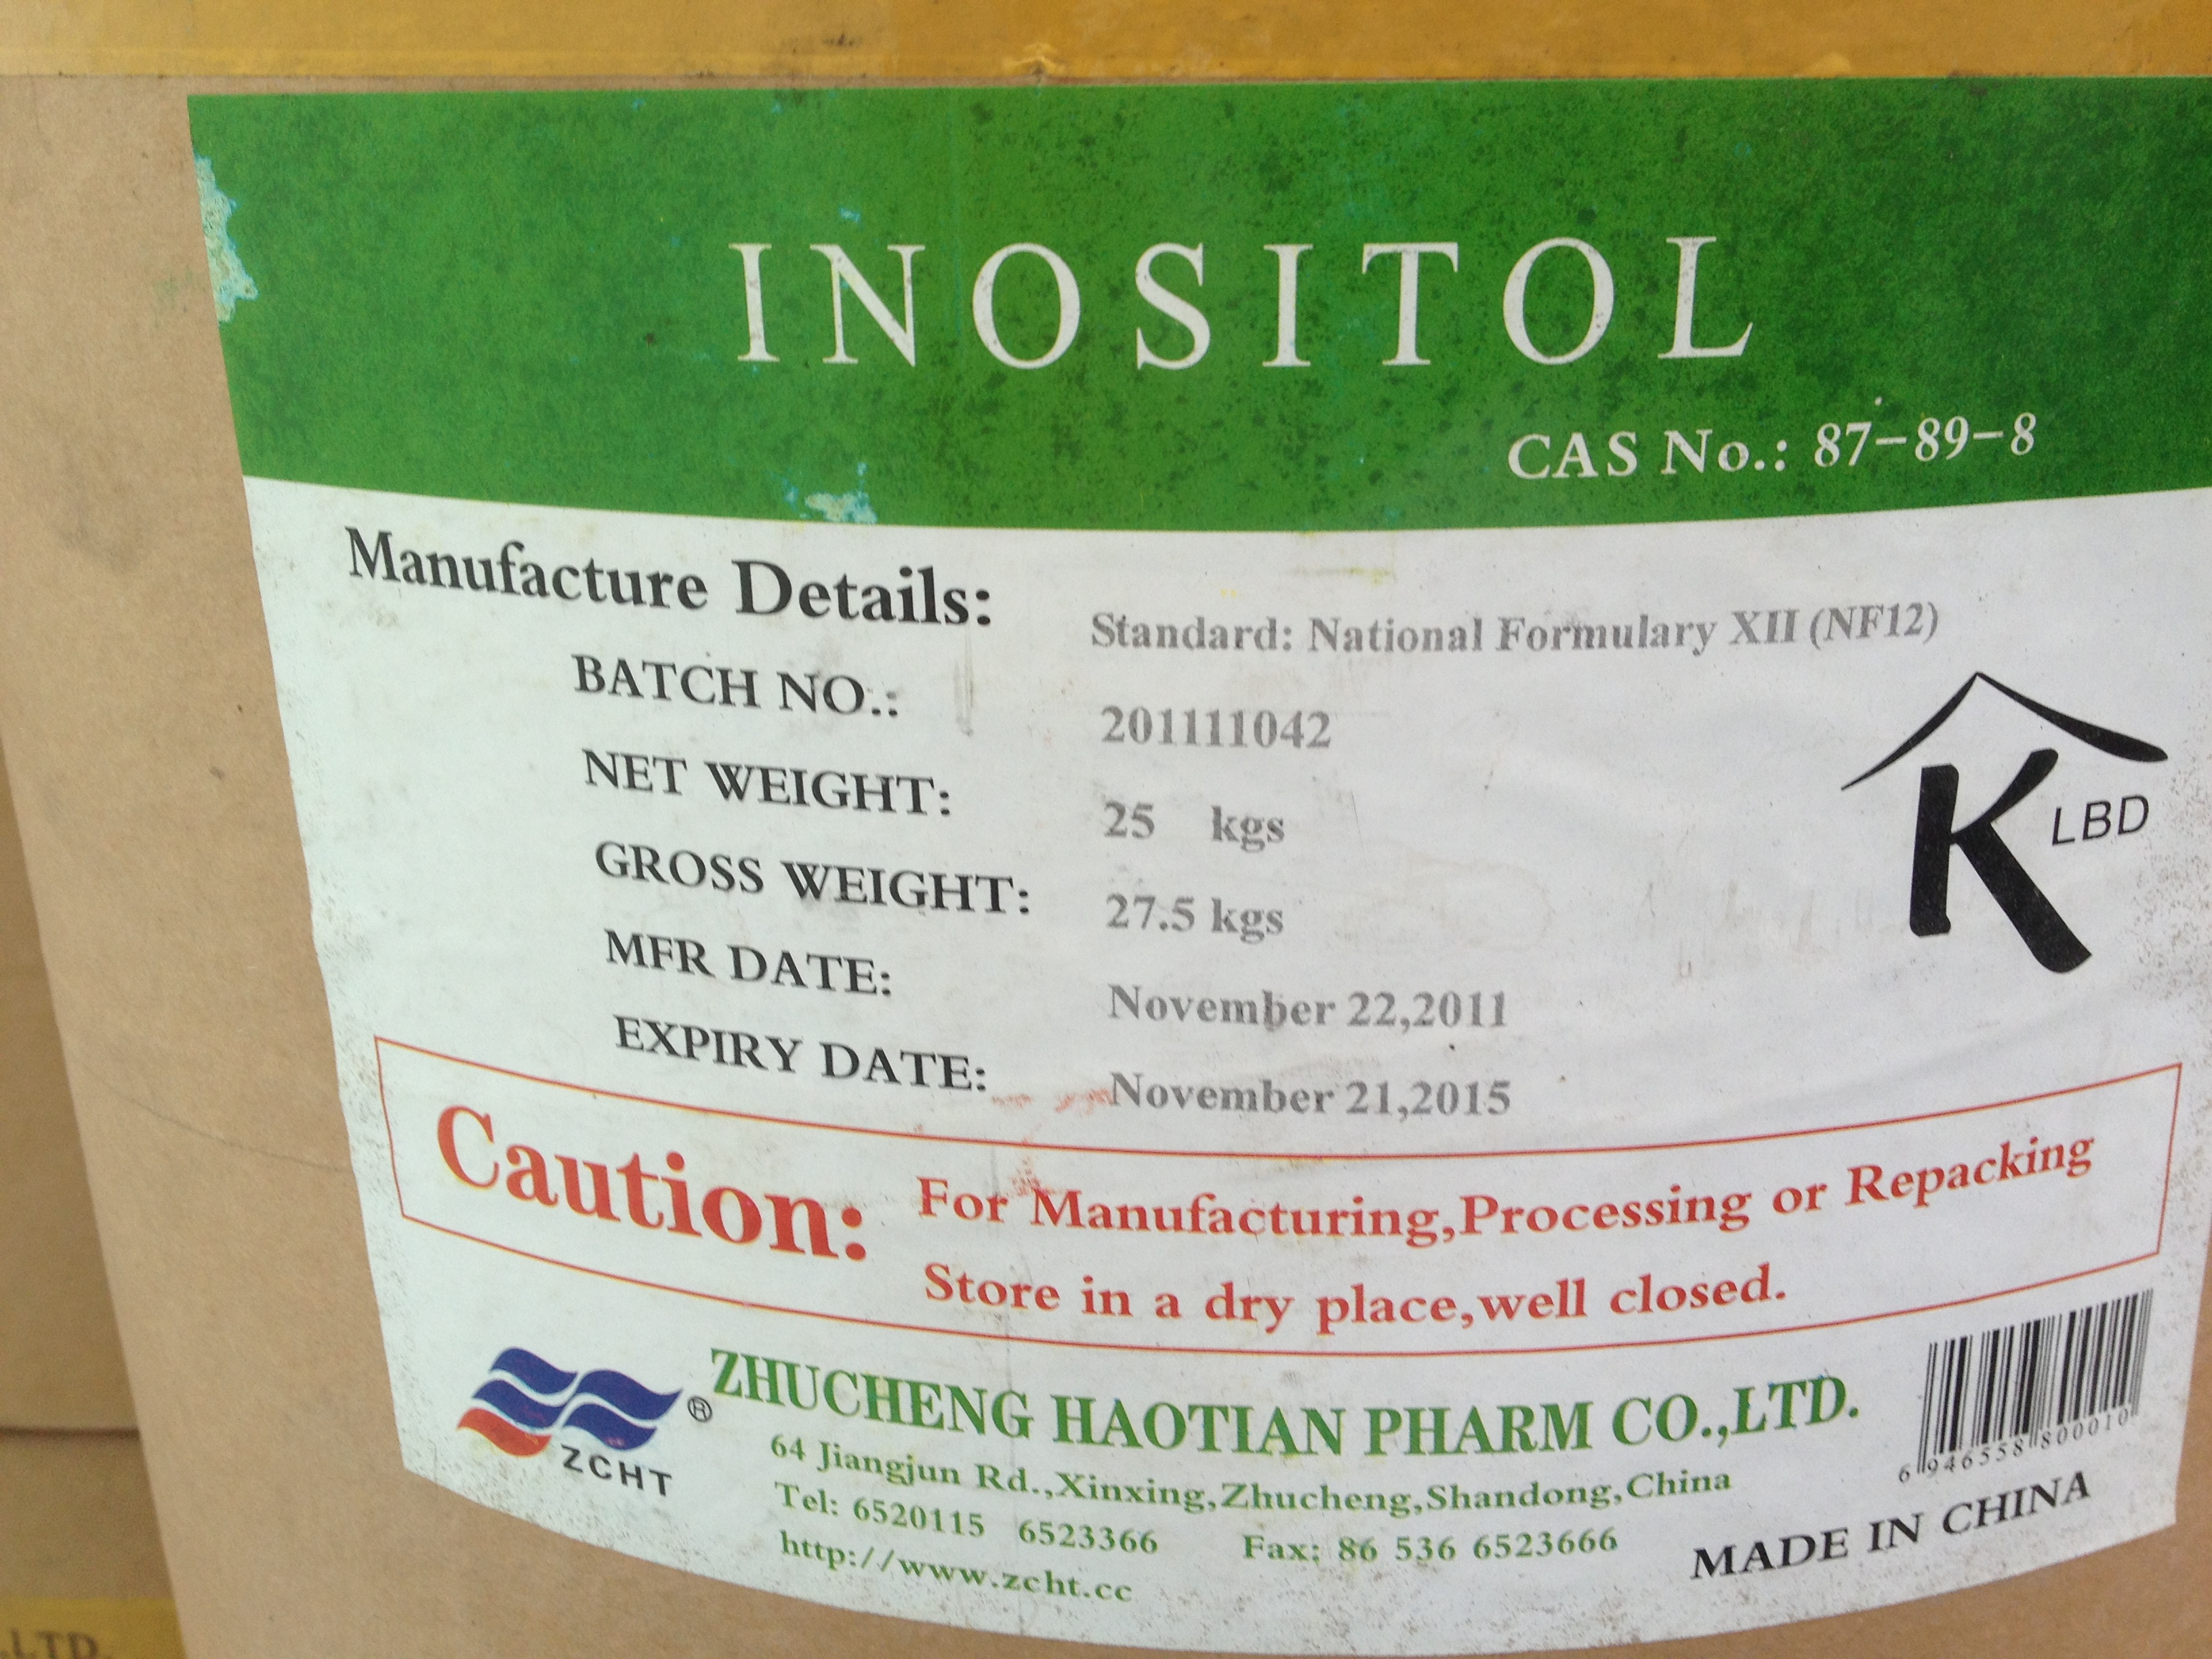 INOSITOL
CAS No.: 87-89-8
Manufacture Details:
Standard: National Formulary XII (NF12)
BATCH NO.: 201111042
NET WEIGHT: 25 kgs
GROSS WEIGHT: 27.5 kgs
MFR DATE: November 22,2011
EXPIRY DATE: November 21,2015
K LBD
Caution: For Manufacturing,Processing or Repacking
Store in a dry place,well closed.
ZCHT ®
ZHUCHENG HAOTIAN PHARM CO.,LTD.
64 Jiangjun Rd.,Xinxing,Zhucheng,Shandong,China
Tel: 6520115 6523366 Fax: 86 536 6523666
http://www.zcht.cc
6946558800010
MADE IN CHINA
.LTD.